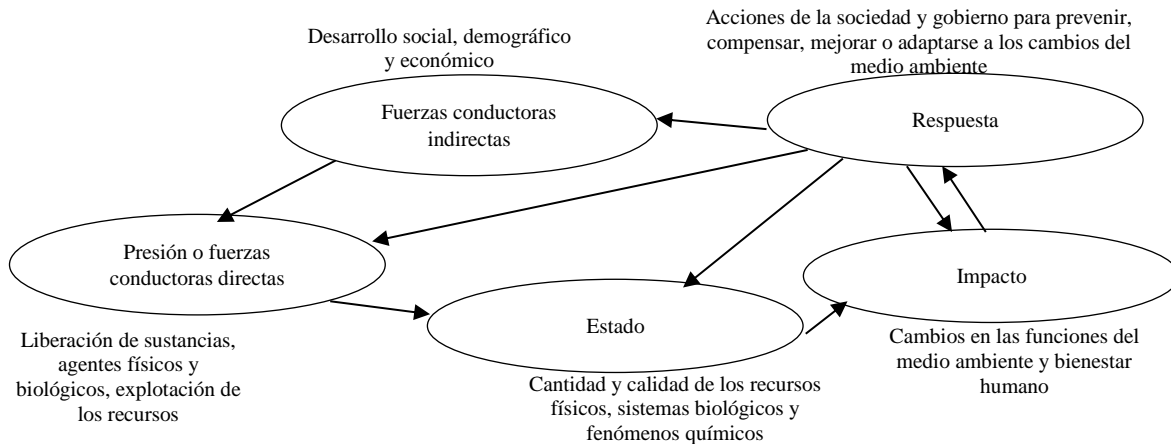 Acciones de la sociedad y gobierno para prevenir,
compensar, mejorar o adaptarse a los cambios del
medio ambiente
Desarrollo social, demográfico
y económico
Fuerzas conductoras
indirectas
Respuesta
Presión o fuerzas
conductoras directas
Impacto
Estado
Liberación de sustancias,
agentes físicos y
biológicos, explotación de
los recursos
Cambios en las funciones del
medio ambiente y bienestar
humano
Cantidad y calidad de los recursos
físicos, sistemas biológicos y
fenómenos químicos